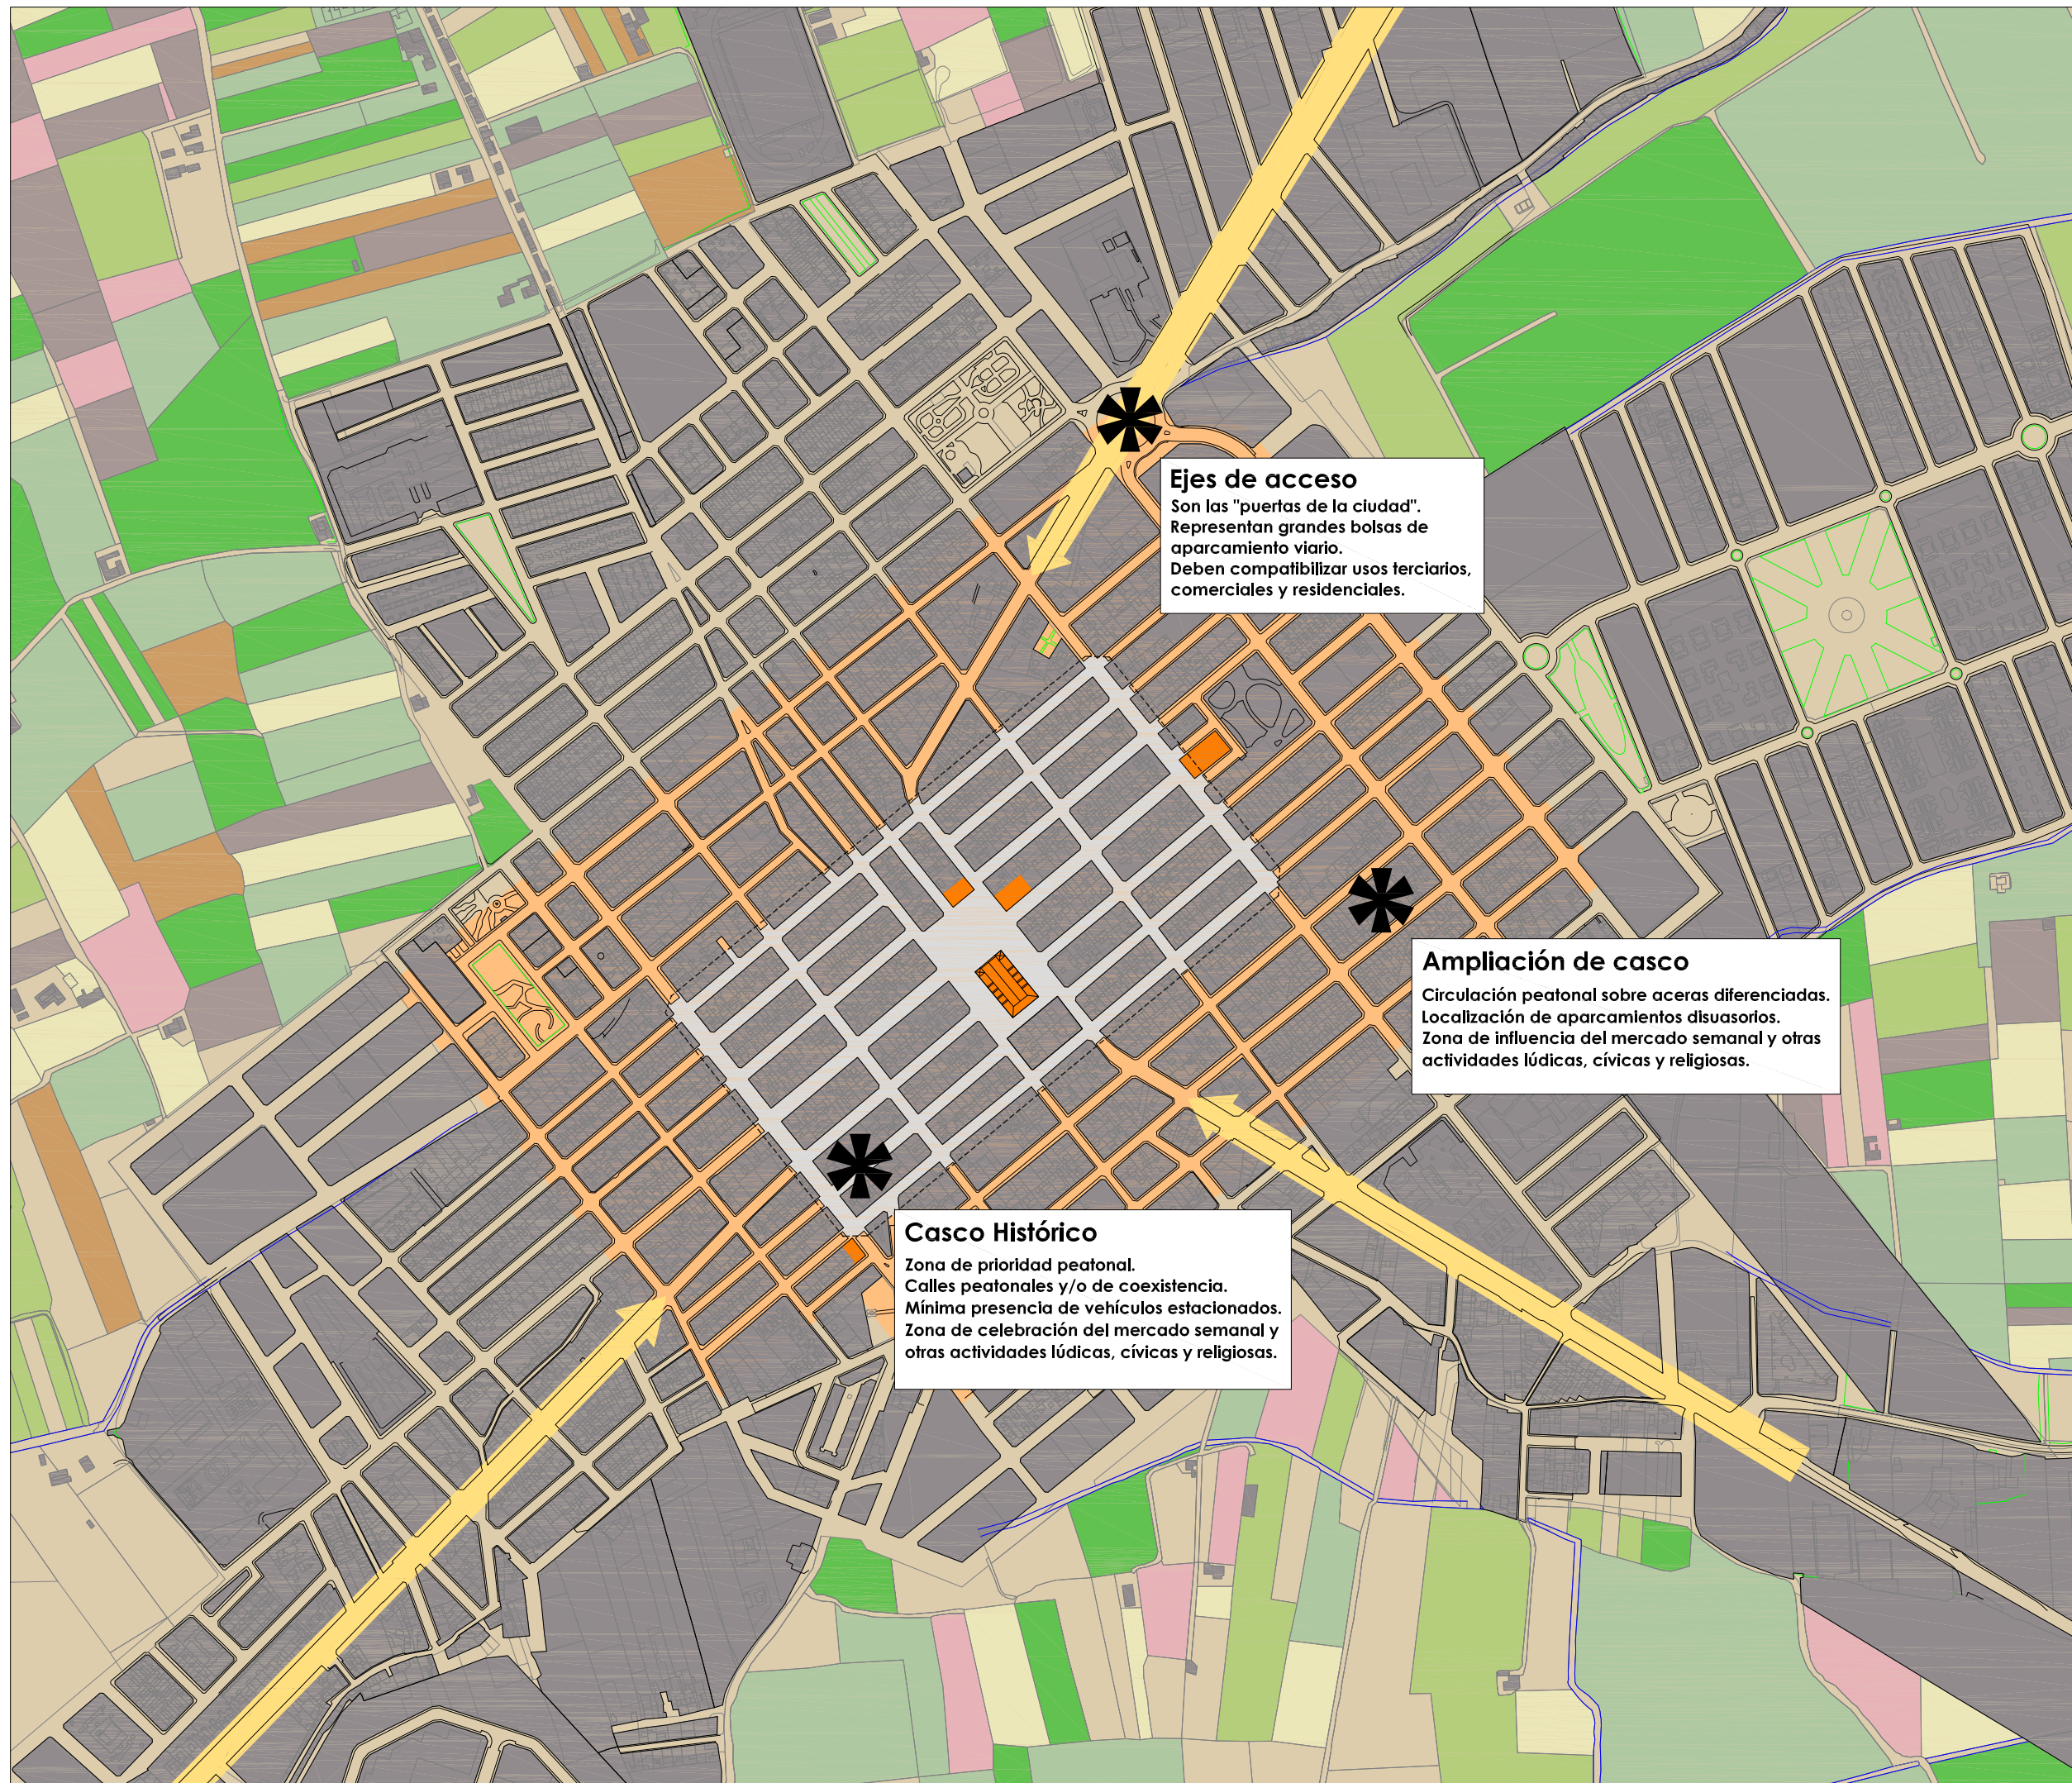 Ejes de acceso
Son las "puertas de la ciudad".
Representan grandes bolsas de
aparcamiento viario.
Deben compatibilizar usos terciarios,
comerciales y residenciales.
Ampliación de casco
Circulación peatonal sobre aceras diferenciadas.
Localización de aparcamientos disuasorios.
Zona de influencia del mercado semanal y otras
actividades lúdicas, cívicas y religiosas.
Casco Histórico
Zona de prioridad peatonal.
Calles peatonales y/o de coexistencia.
Mínima presencia de vehículos estacionados.
Zona de celebración del mercado semanal y
otras actividades lúdicas, cívicas y religiosas.